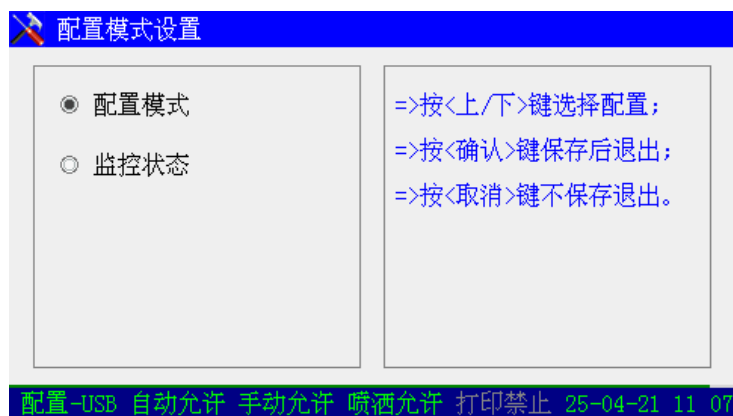 配置模式设置
配置模式
监控状态
=>按<上/下>键选择配置;
=>按<确认>键保存后退出;
=>按<取消>键不保存退出。
配置-USB 自动允许 手动允许 喷洒允许 打印禁止 25-04-21 11 07